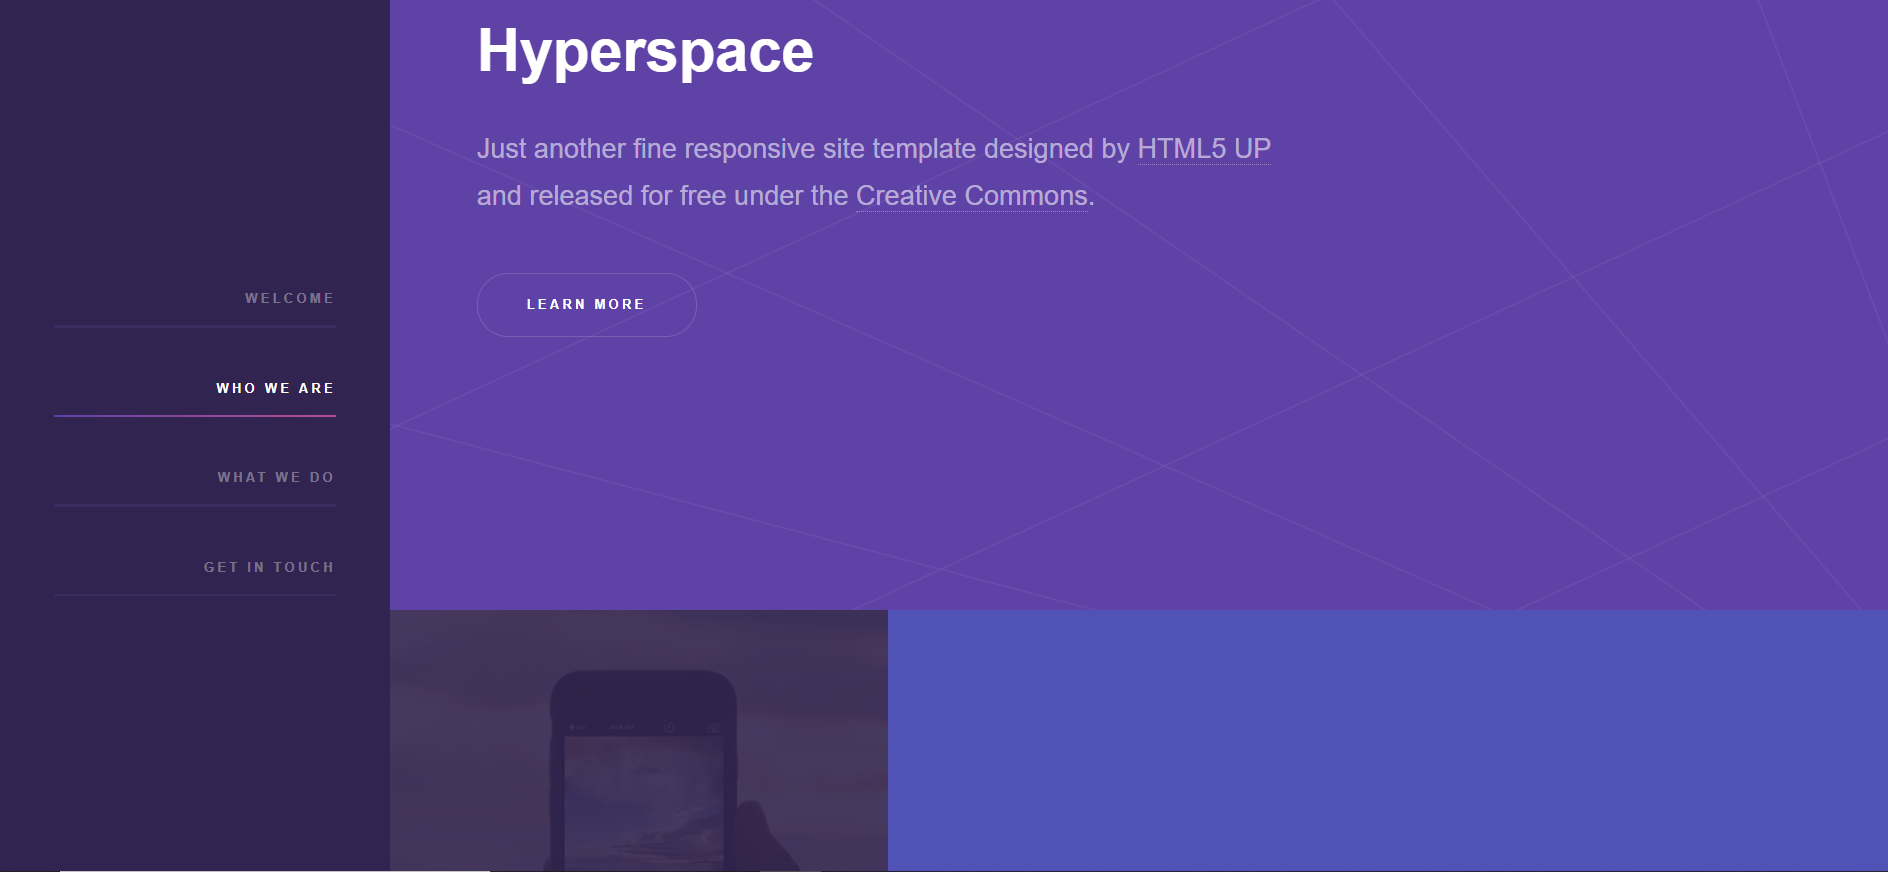 Hyperspace
Just another fine responsive site template designed by HTML5 UP
and released for free under the Creative Commons.
LEARN MORE
WELCOME
WHO WE ARE
WHAT WE DO
GET IN TOUCH